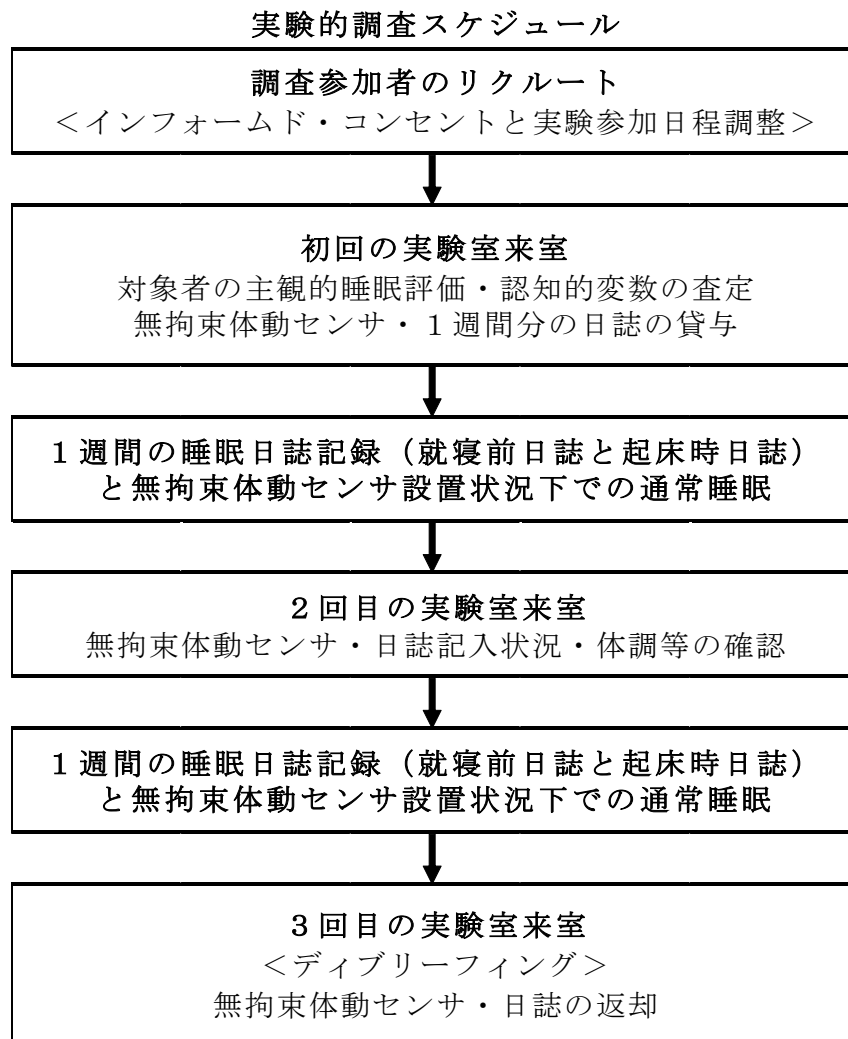 実験的調査スケジュール
調査参加者のリクルート
＜インフォームド・コンセントと実験参加日程調整＞
初回の実験室来室
対象者の主観的睡眠評価・認知的変数の査定
無拘束体動センサ・１週間分の日誌の貸与
１週間の睡眠日誌記録（就寝前日誌と起床時日誌）
と無拘束体動センサ設置状況下での通常睡眠
２回目の実験室来室
無拘束体動センサ・日誌記入状況・体調等の確認
１週間の睡眠日誌記録（就寝前日誌と起床時日誌）
と無拘束体動センサ設置状況下での通常睡眠
３回目の実験室来室
＜ディブリーフィング＞
無拘束体動センサ・日誌の返却